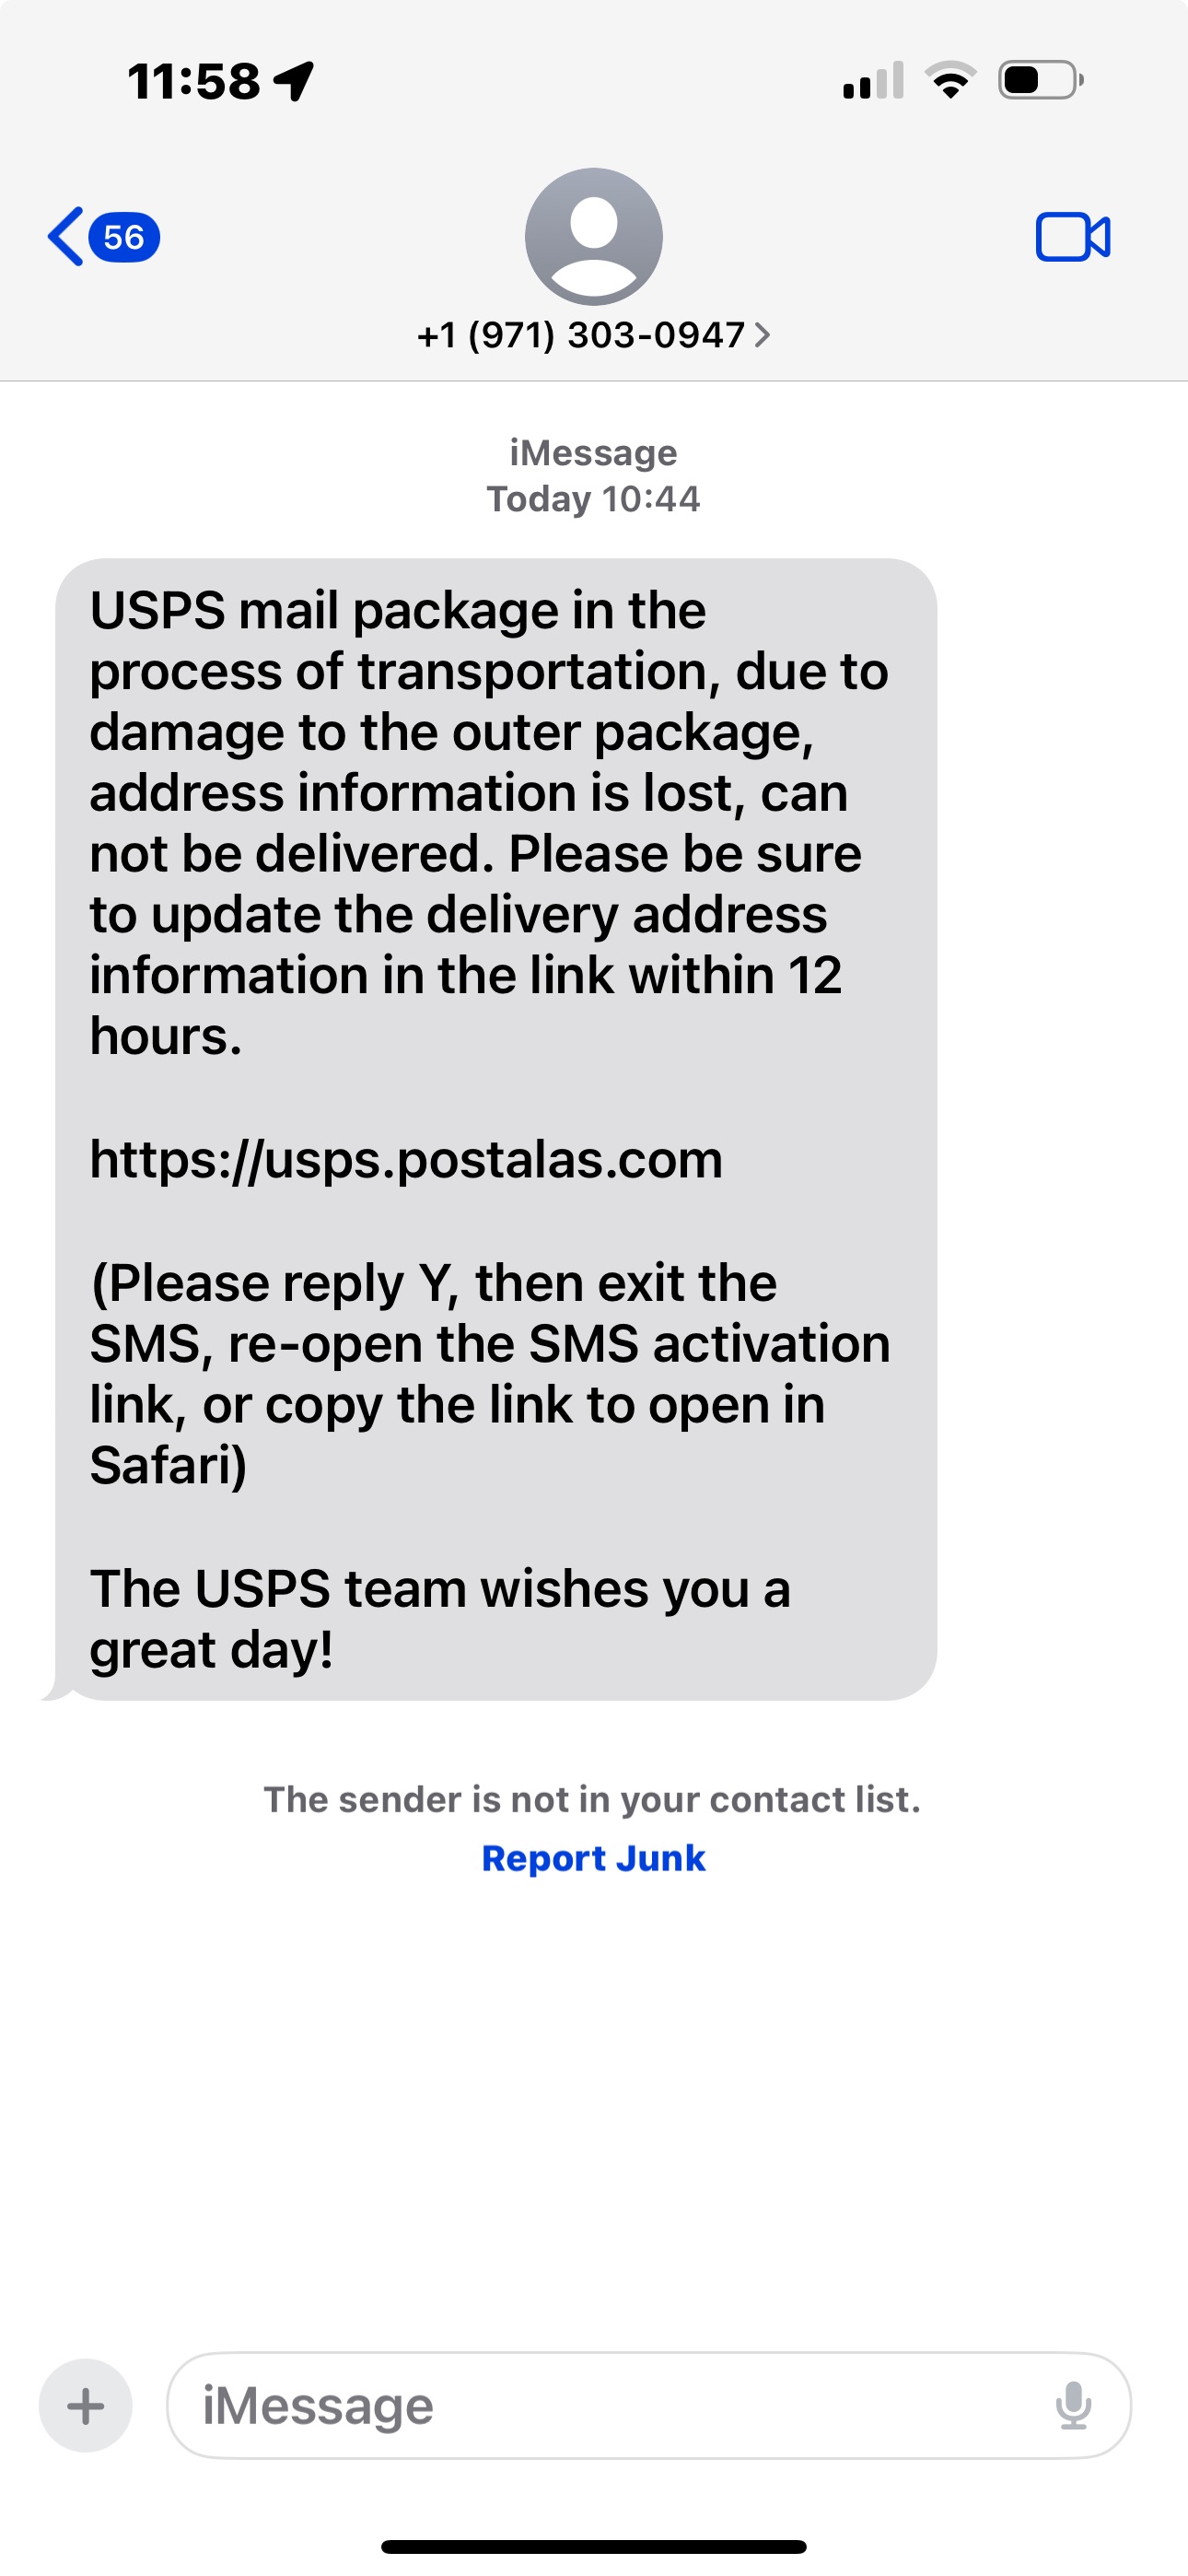 11:58
56
+1 (971) 303-0947
iMessage
Today 10:44
USPS mail package in the
process of transportation, due to
damage to the outer package,
address information is lost, can
not be delivered. Please be sure
to update the delivery address
information in the link within 12
hours.
https://usps.postalas.com
(Please reply Y, then exit the
SMS, re-open the SMS activation
link, or copy the link to open in
Safari)
The USPS team wishes you a
great day!
The sender is not in your contact list.
Report Junk
iMessage